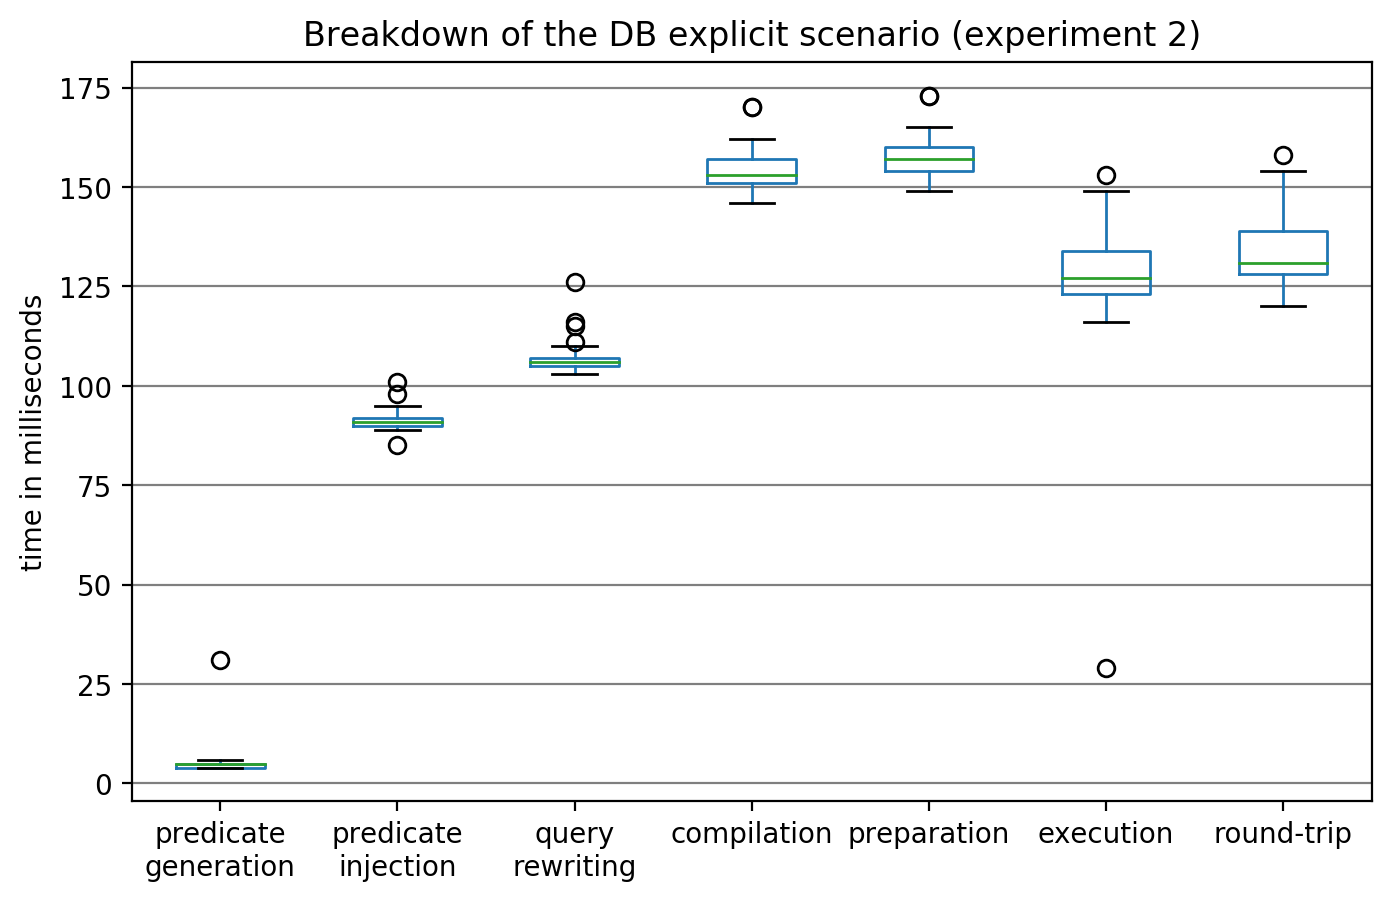 Breakdown of the DB explicit scenario (experiment 2)
time in milliseconds
175
150
125
100
75
50
25
0
predicate
generation
predicate
injection
query
rewriting
compilation
preparation
execution
round-trip